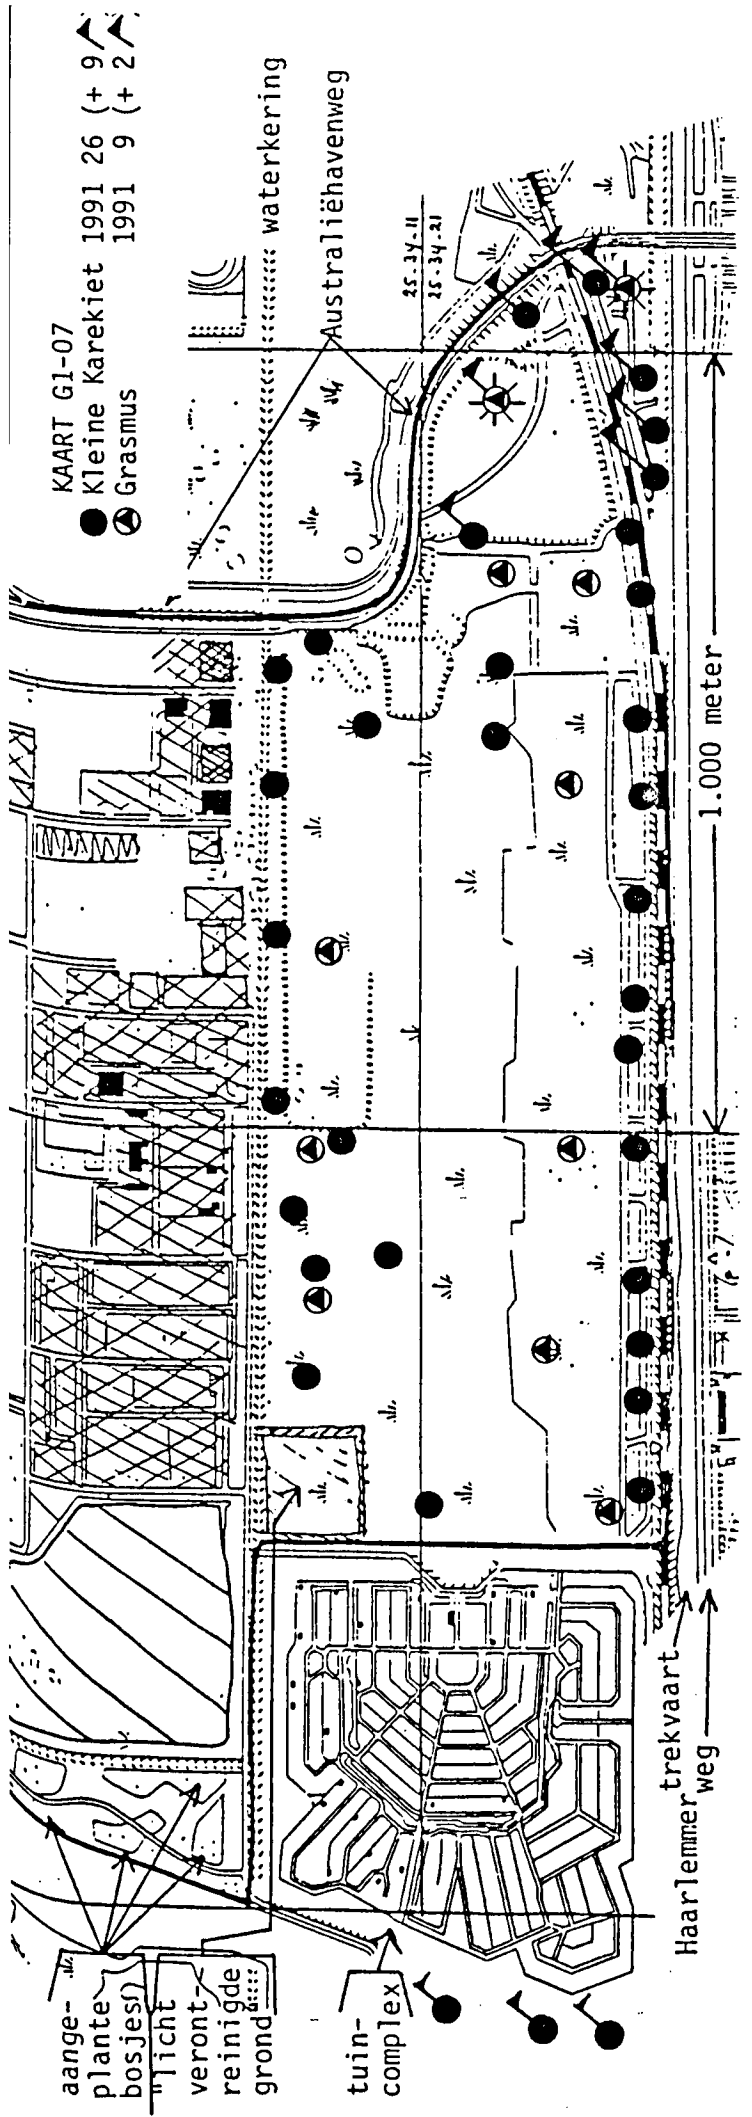 KAART G1-07
Kleine Karekiet 1991 26 (+ 9
Grasmus 1991 9 (+ 2
waterkering
Australiëhavenweg
25-34-11
25-34-21
1.000 meter
aange-
plante
bosjes)
"licht
veront-
reinigde
grond"
tuin-
complex
Haarlemmer
trekvaart
weg